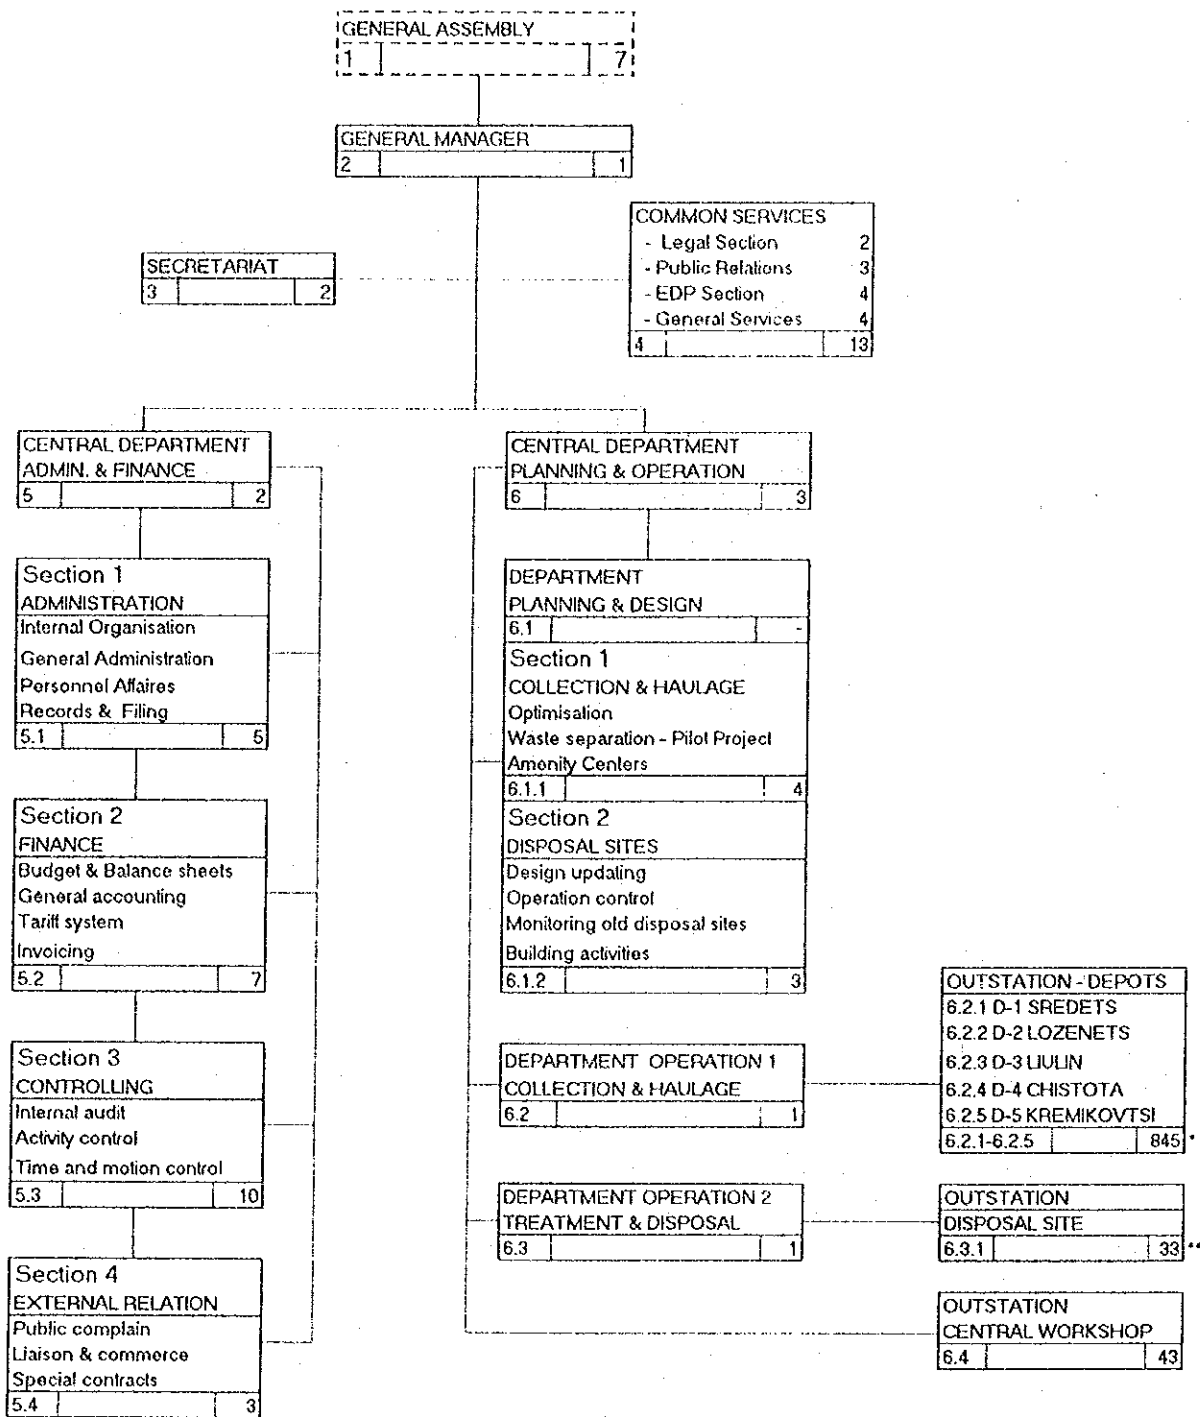 GENERAL ASSEMBLY
1 7
GENERAL MANAGER
2 1
SECRETARIAT
3 2
COMMON SERVICES
- Legal Section 2
- Public Relations 3
- EDP Section 4
- General Services 4
4 13
CENTRAL DEPARTMENT
ADMIN. & FINANCE
5 2
Section 1
ADMINISTRATION
Internal Organisation
General Administration
Personnel Affaires
Records & Filing
5.1 5
Section 2
FINANCE
Budget & Balance sheets
General accounting
Tariff system
Invoicing
5.2 7
Section 3
CONTROLLING
Internal audit
Activity control
Time and motion control
5.3 10
Section 4
EXTERNAL RELATION
Public complain
Liaison & commerce
Special contracts
5.4 3
CENTRAL DEPARTMENT
PLANNING & OPERATION
6 3
DEPARTMENT
PLANNING & DESIGN
6.1 -
Section 1
COLLECTION & HAULAGE
Optimisation
Waste separation - Pilot Project
Amenity Centers
6.1.1 4
Section 2
DISPOSAL SITES
Design updating
Operation control
Monitoring old disposal sites
Building activities
6.1.2 3
DEPARTMENT OPERATION 1
COLLECTION & HAULAGE
6.2 1
DEPARTMENT OPERATION 2
TREATMENT & DISPOSAL
6.3 1
OUTSTATION - DEPOTS
6.2.1 D-1 SREDETS
6.2.2 D-2 LOZENETS
6.2.3 D-3 LIULIN
6.2.4 D-4 CHISTOTA
6.2.5 D-5 KREMIKOVTSI
6.2.1-6.2.5 845 *
OUTSTATION
DISPOSAL SITE
6.3.1 33 **
OUTSTATION
CENTRAL WORKSHOP
6.4 43